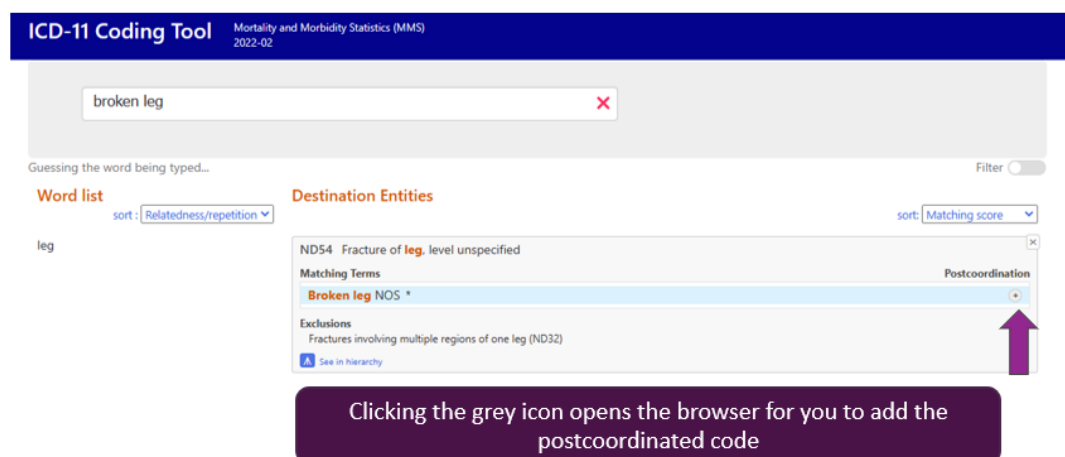 ICD-11 Coding Tool
Mortality and Morbidity Statistics (MMS)
2022-02
broken leg
Guessing the word being typed...
Filter
Word list
sort : Relatedness/repetition
leg
Destination Entities
sort: Matching score
ND54 Fracture of leg, level unspecified
Matching Terms
Postcoordination
Broken leg NOS *
Exclusions
Fractures involving multiple regions of one leg (ND32)
See in hierarchy
Clicking the grey icon opens the browser for you to add the
postcoordinated code